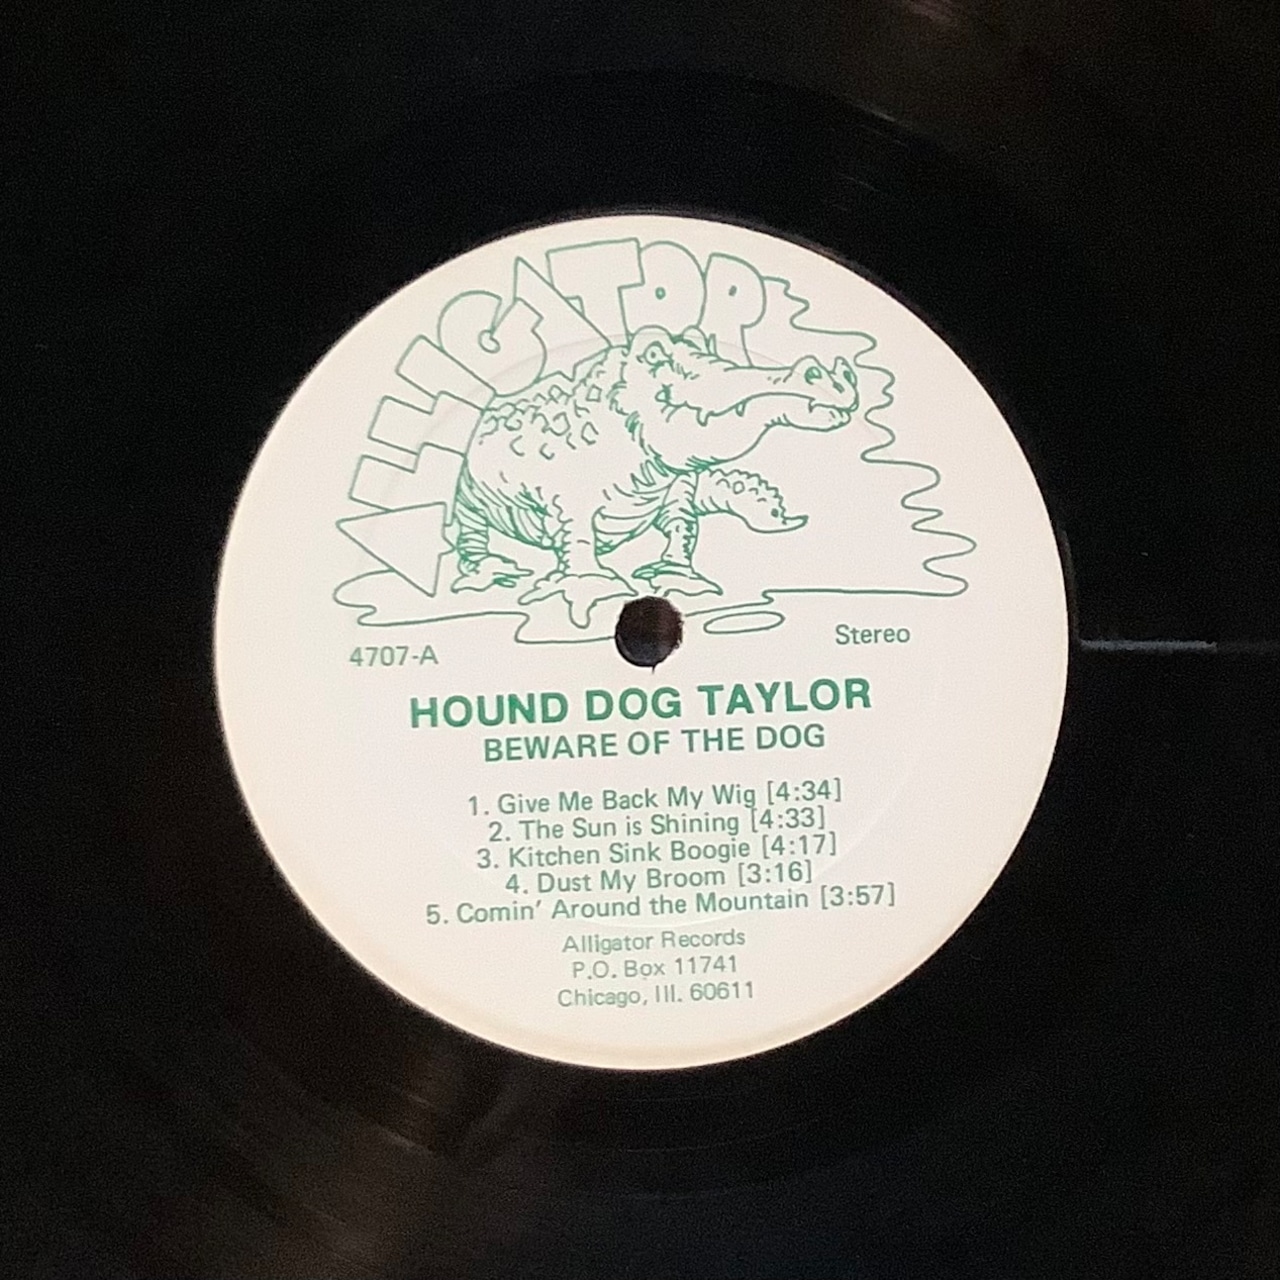 ALLIGATOR
4707-A
Stereo
HOUND DOG TAYLOR
BEWARE OF THE DOG
1. Give Me Back My Wig [4:34]
2. The Sun is Shining [4:33]
3. Kitchen Sink Boogie [4:17]
4. Dust My Broom [3:16]
5. Comin' Around the Mountain [3:57]
Alligator Records
P.O. Box 11741
Chicago, Ill. 60611